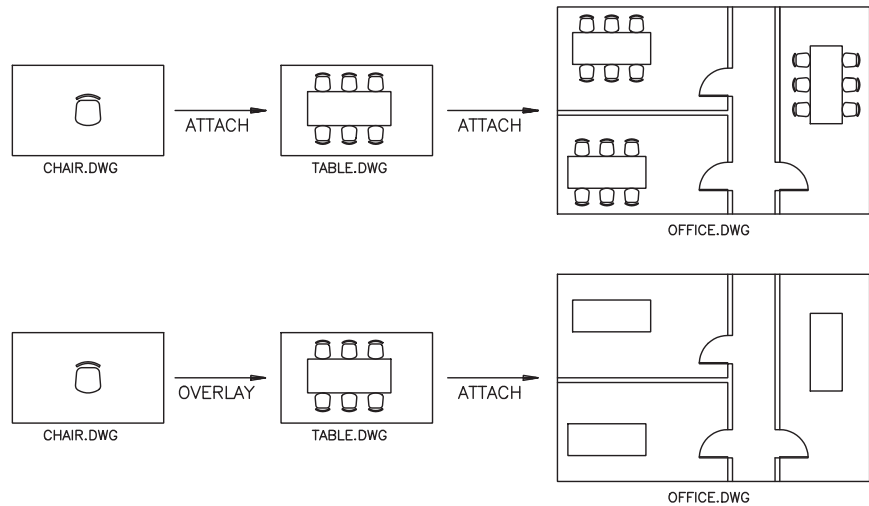 ATTACH
ATTACH
CHAIR.DWG
TABLE.DWG
OFFICE.DWG
OVERLAY
ATTACH
CHAIR.DWG
TABLE.DWG
OFFICE.DWG